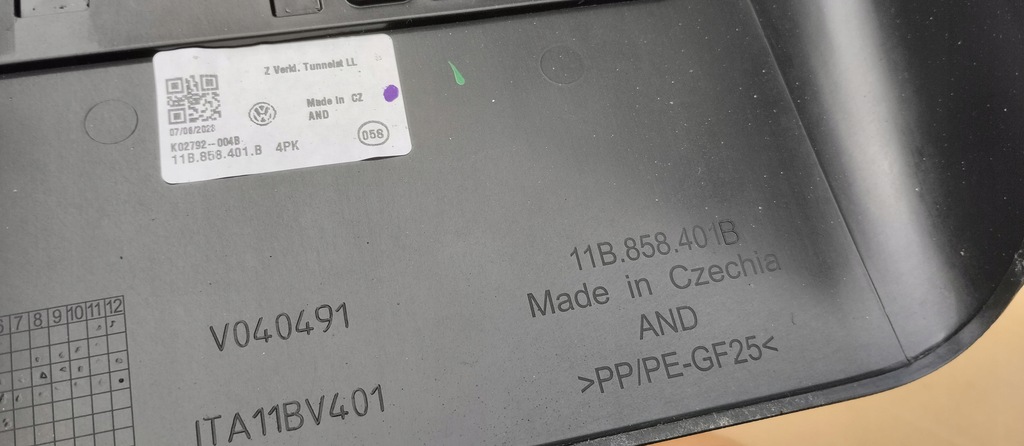 Z Verkl. Tunnelst LL
Made in CZ
AND
07/06/2023
K02792--004B
058
11B.858.401.B 4PK
11B.858.401B
Made in Czechia
AND
>PP/PE-GF25<
V040491
ITA11BV401
7 8 9 10 11 12